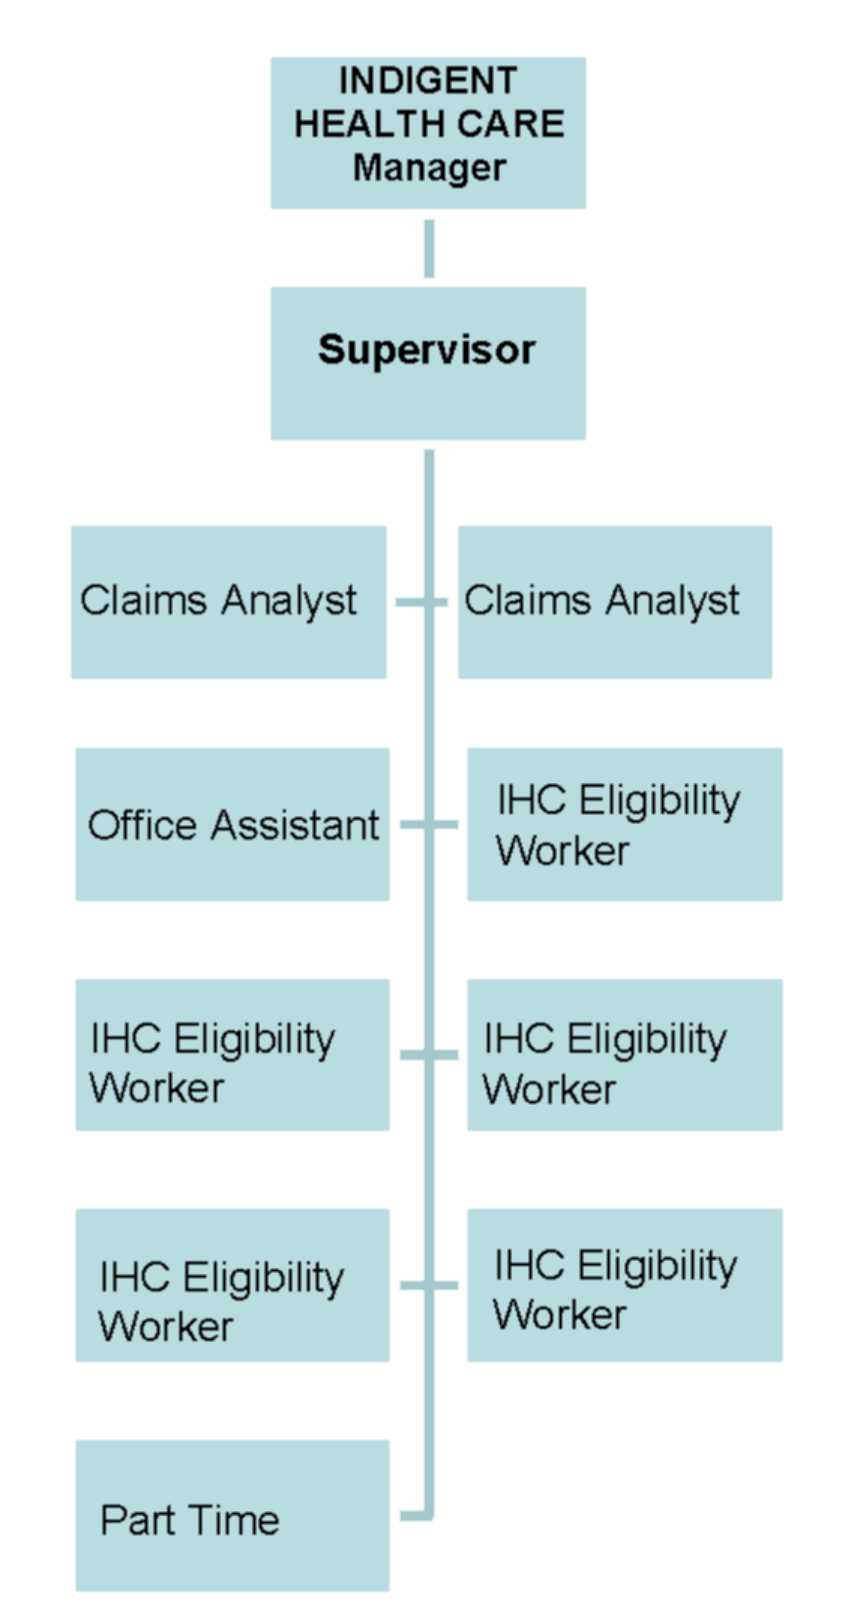 INDIGENT
HEALTH CARE
Manager
Supervisor
Claims Analyst
Claims Analyst
Office Assistant
IHC Eligibility
Worker
IHC Eligibility
Worker
IHC Eligibility
Worker
IHC Eligibility
Worker
IHC Eligibility
Worker
Part Time